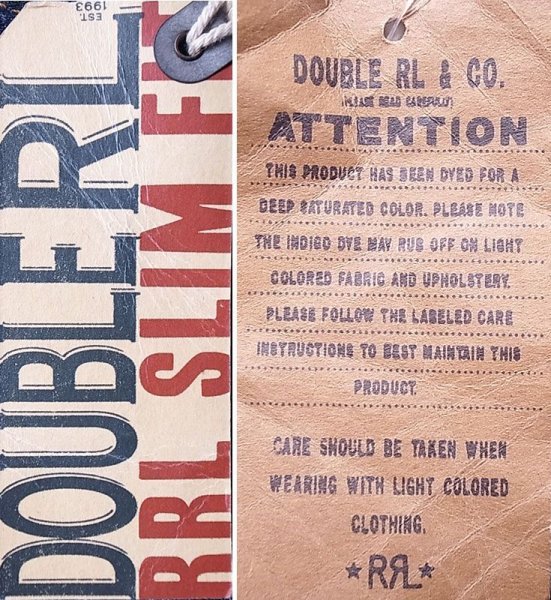 EST.
1993
DOUBLE RL
RRL SLIM FIT
DOUBLE RL & CO.
(PLEASE READ CAREFULLY)
ATTENTION
THIS PRODUCT HAS BEEN DYED FOR A
DEEP SATURATED COLOR. PLEASE NOTE
THE INDIGO DYE MAY RUB OFF ON LIGHT
COLORED FABRIC AND UPHOLSTERY.
PLEASE FOLLOW THE LABELED CARE
INSTRUCTIONS TO BEST MAINTAIN THIS
PRODUCT.
CARE SHOULD BE TAKEN WHEN
WEARING WITH LIGHT COLORED
CLOTHING.
★RRL★